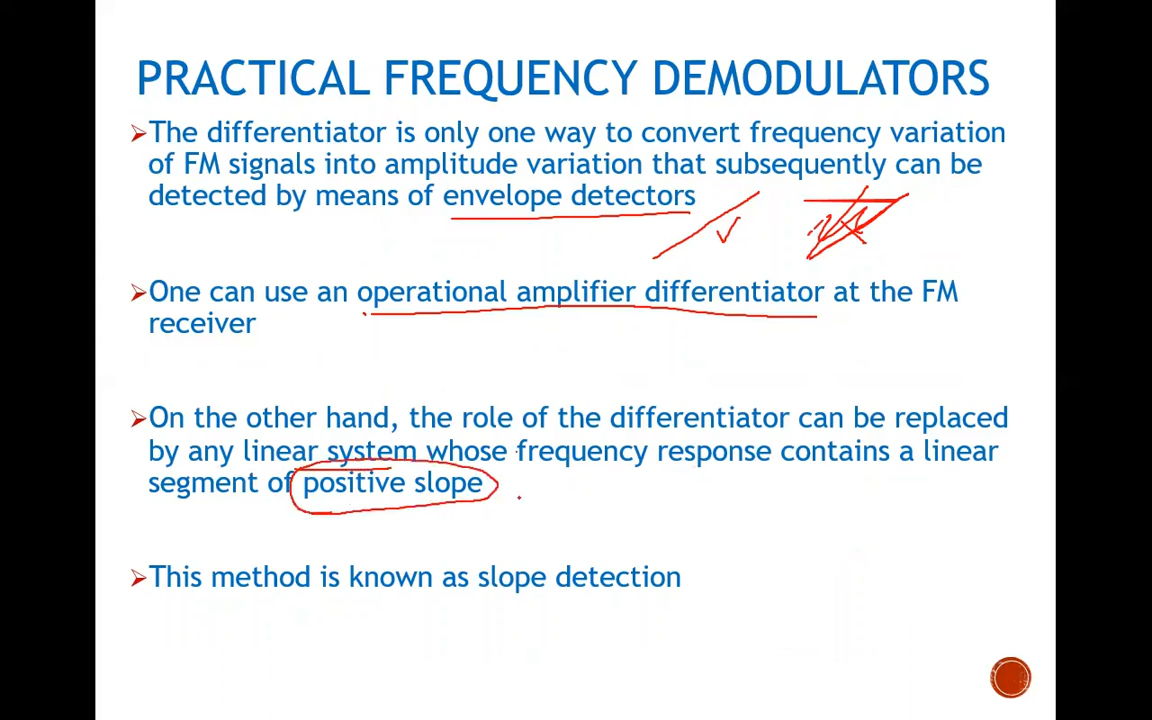 PRACTICAL FREQUENCY DEMODULATORS
The differentiator is only one way to convert frequency variation
of FM signals into amplitude variation that subsequently can be
detected by means of envelope detectors
One can use an operational amplifier differentiator at the FM
receiver
On the other hand, the role of the differentiator can be replaced
by any linear system whose frequency response contains a linear
segment of positive slope
This method is known as slope detection